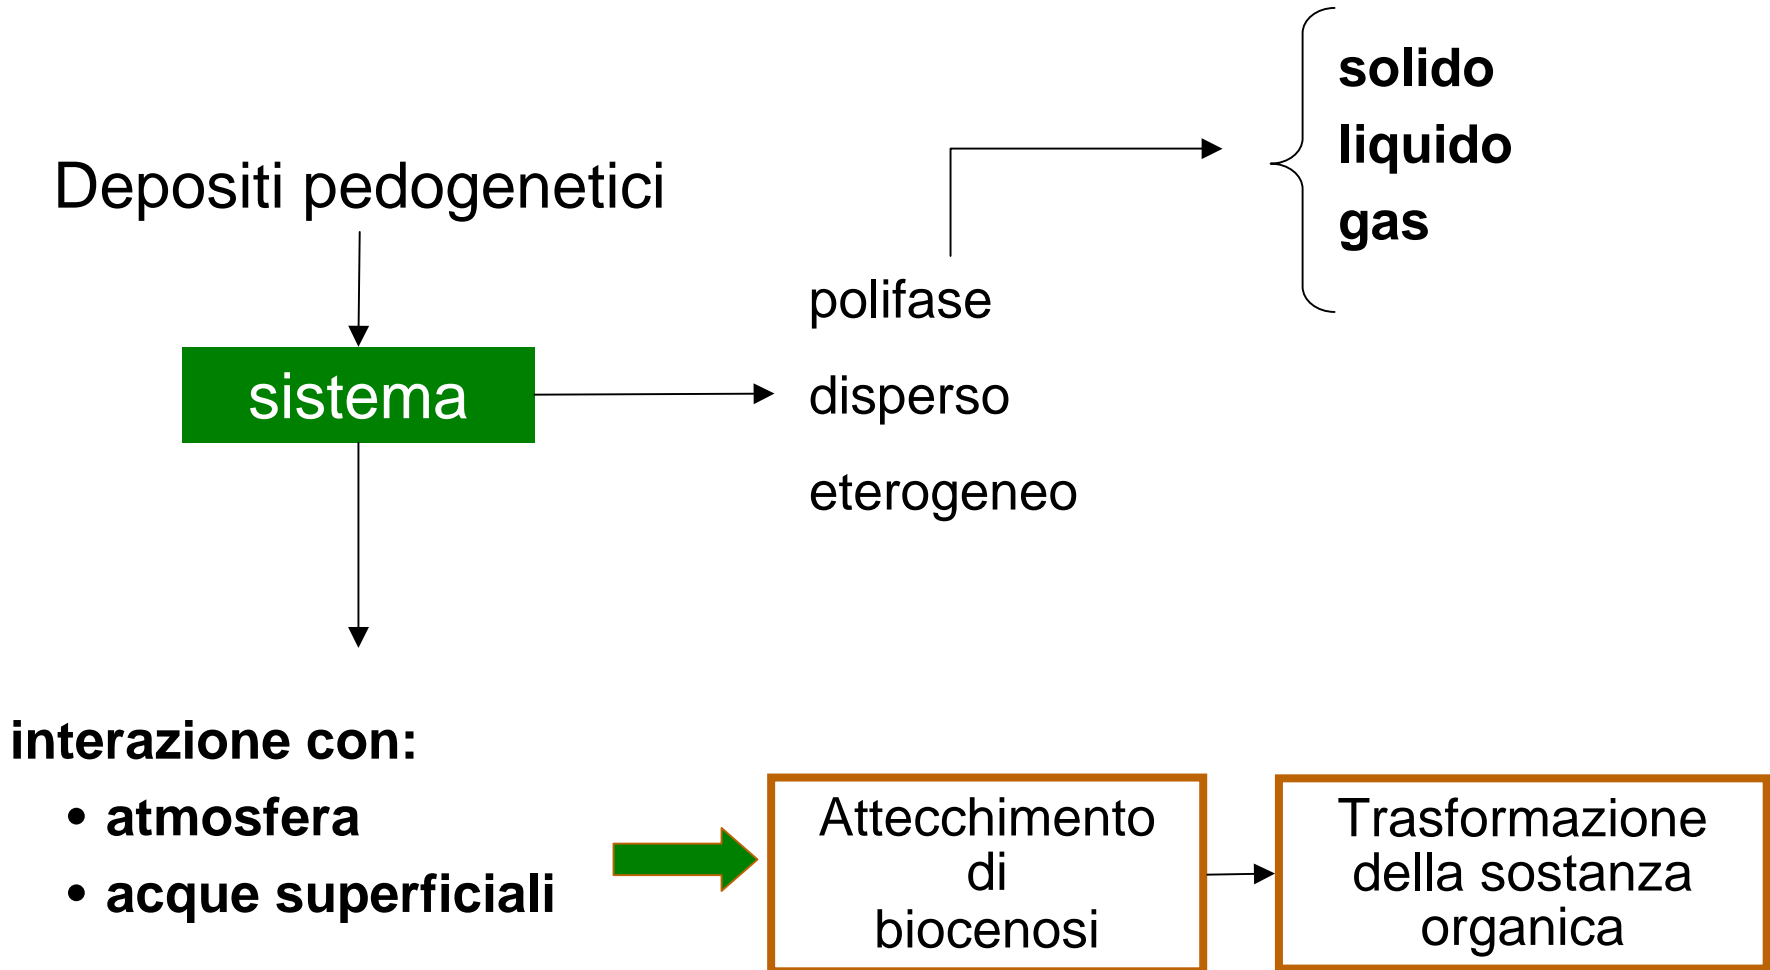 Depositi pedogenetici
sistema
polifase
disperso
eterogeneo
solido
liquido
gas
interazione con:
• atmosfera
• acque superficiali
Attecchimento
di
biocenosi
Trasformazione
della sostanza
organica